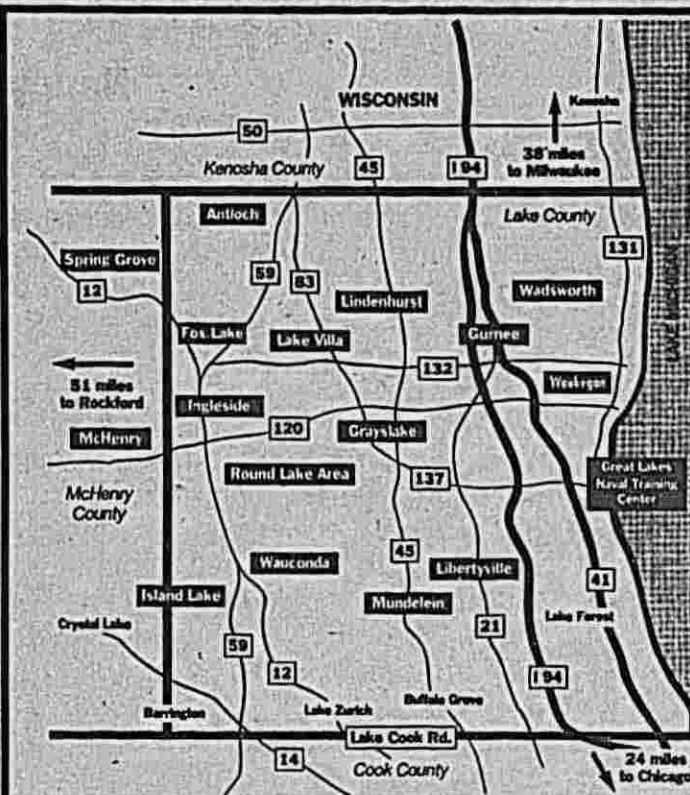 WISCONSIN
Kenosha
50
38 miles
to Milwaukee
Kenosha County
45
I 94
Antioch
Lake County
131
Spring Grove
59
83
12
Lindenhurst
Wadsworth
LAKE MICHIGAN
Fox Lake
Lake Villa
Gurnee
51 miles
to Rockford
132
Waukegan
Ingleside
120
McHenry
Grayslake
Round Lake Area
137
Great Lakes
Naval Training
Center
McHenry
County
45
Wauconda
Libertyville
41
Island Lake
Mundelein
Crystal Lake
21
Lake Forest
59
12
I 94
Barrington
Lake Zurich
Buffalo Grove
Lake Cook Rd.
14
Cook County
24 miles
to Chicago